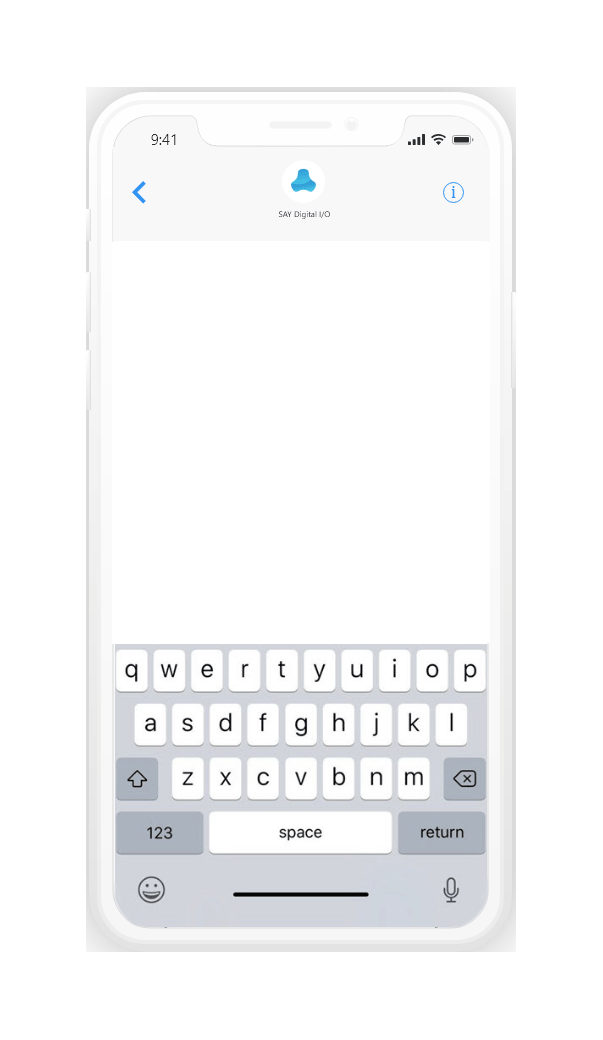 9:41
SAY Digital I/O
q w e r t y u i o p
a s d f g h j k l
z x c v b n m
123 space return